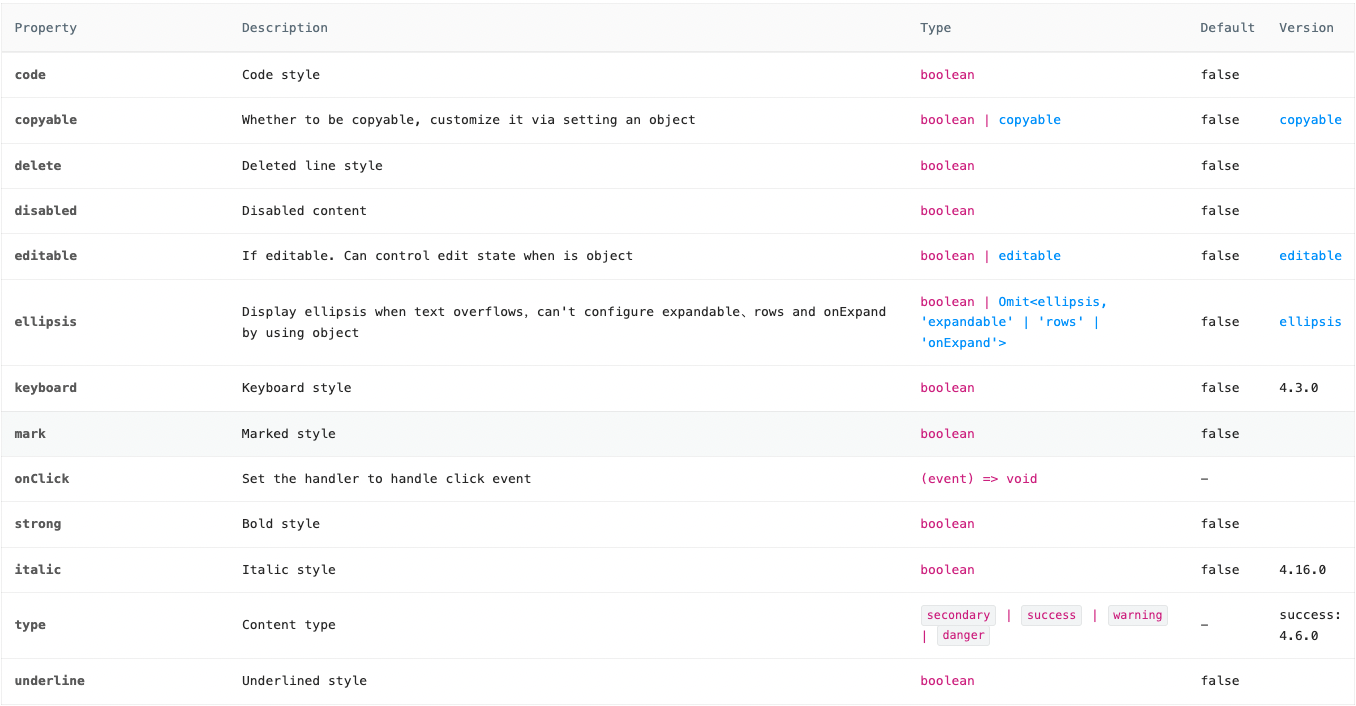 Property Description Type Default Version
code Code style boolean false
copyable Whether to be copyable, customize it via setting an object boolean | copyable false copyable
delete Deleted line style boolean false
disabled Disabled content boolean false
editable If editable. Can control edit state when is object boolean | editable false editable
ellipsis Display ellipsis when text overflows，can't configure expandable、rows and onExpand by using object boolean | Omit<ellipsis, 'expandable' | 'rows' | 'onExpand'> false ellipsis
keyboard Keyboard style boolean false 4.3.0
mark Marked style boolean false
onClick Set the handler to handle click event (event) => void –
strong Bold style boolean false
italic Italic style boolean false 4.16.0
type Content type secondary | success | warning | danger – success: 4.6.0
underline Underlined style boolean false